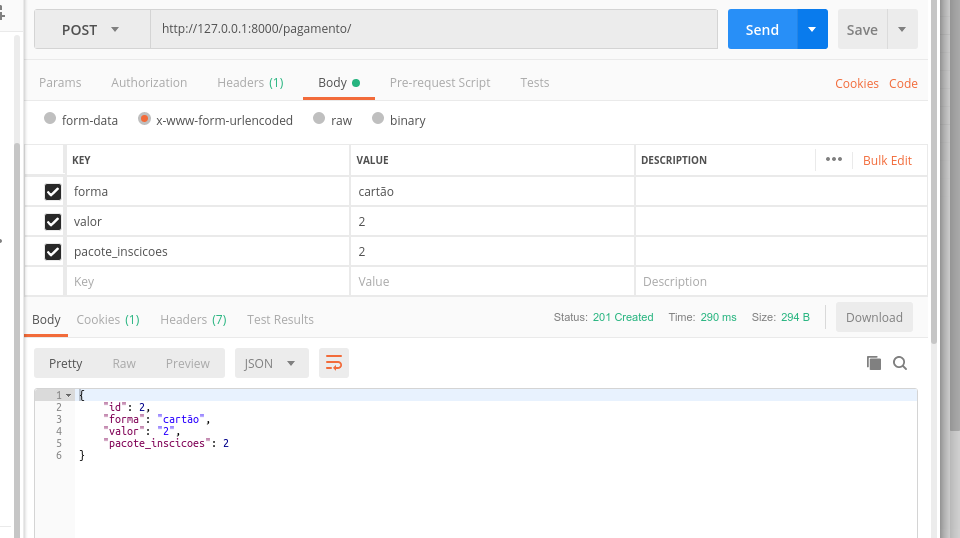 POST http://127.0.0.1:8000/pagamento/ Send Save
Params Authorization Headers (1) Body Pre-request Script Tests Cookies Code
form-data x-www-form-urlencoded raw binary
KEY VALUE DESCRIPTION ••• Bulk Edit
forma cartão
valor 2
pacote_inscicoes 2
Key Value Description
Body Cookies (1) Headers (7) Test Results Status: 201 Created Time: 290 ms Size: 294 B Download
Pretty Raw Preview JSON
1 {
2 "id": 2,
3 "forma": "cartão",
4 "valor": "2",
5 "pacote_inscicoes": 2
6 }